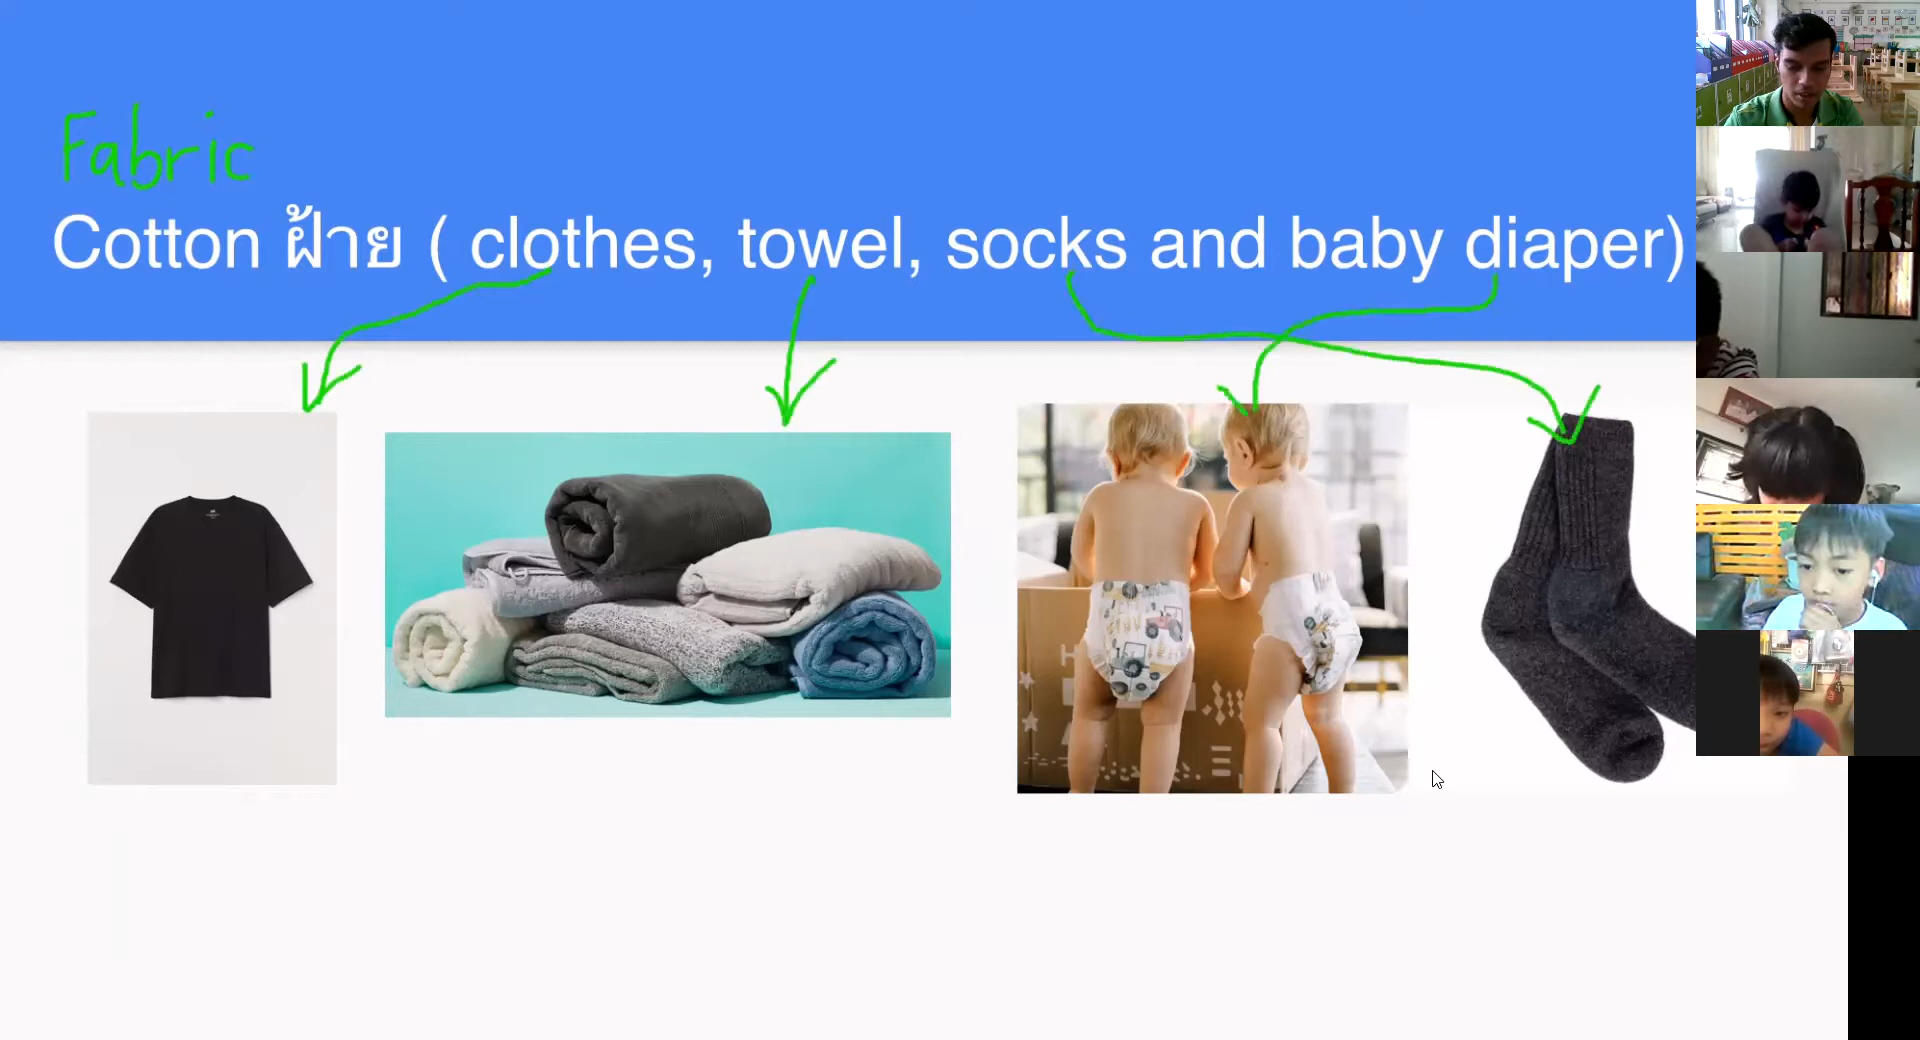 Fabric
Cotton ฝ้าย ( clothes, towel, socks and baby diaper)